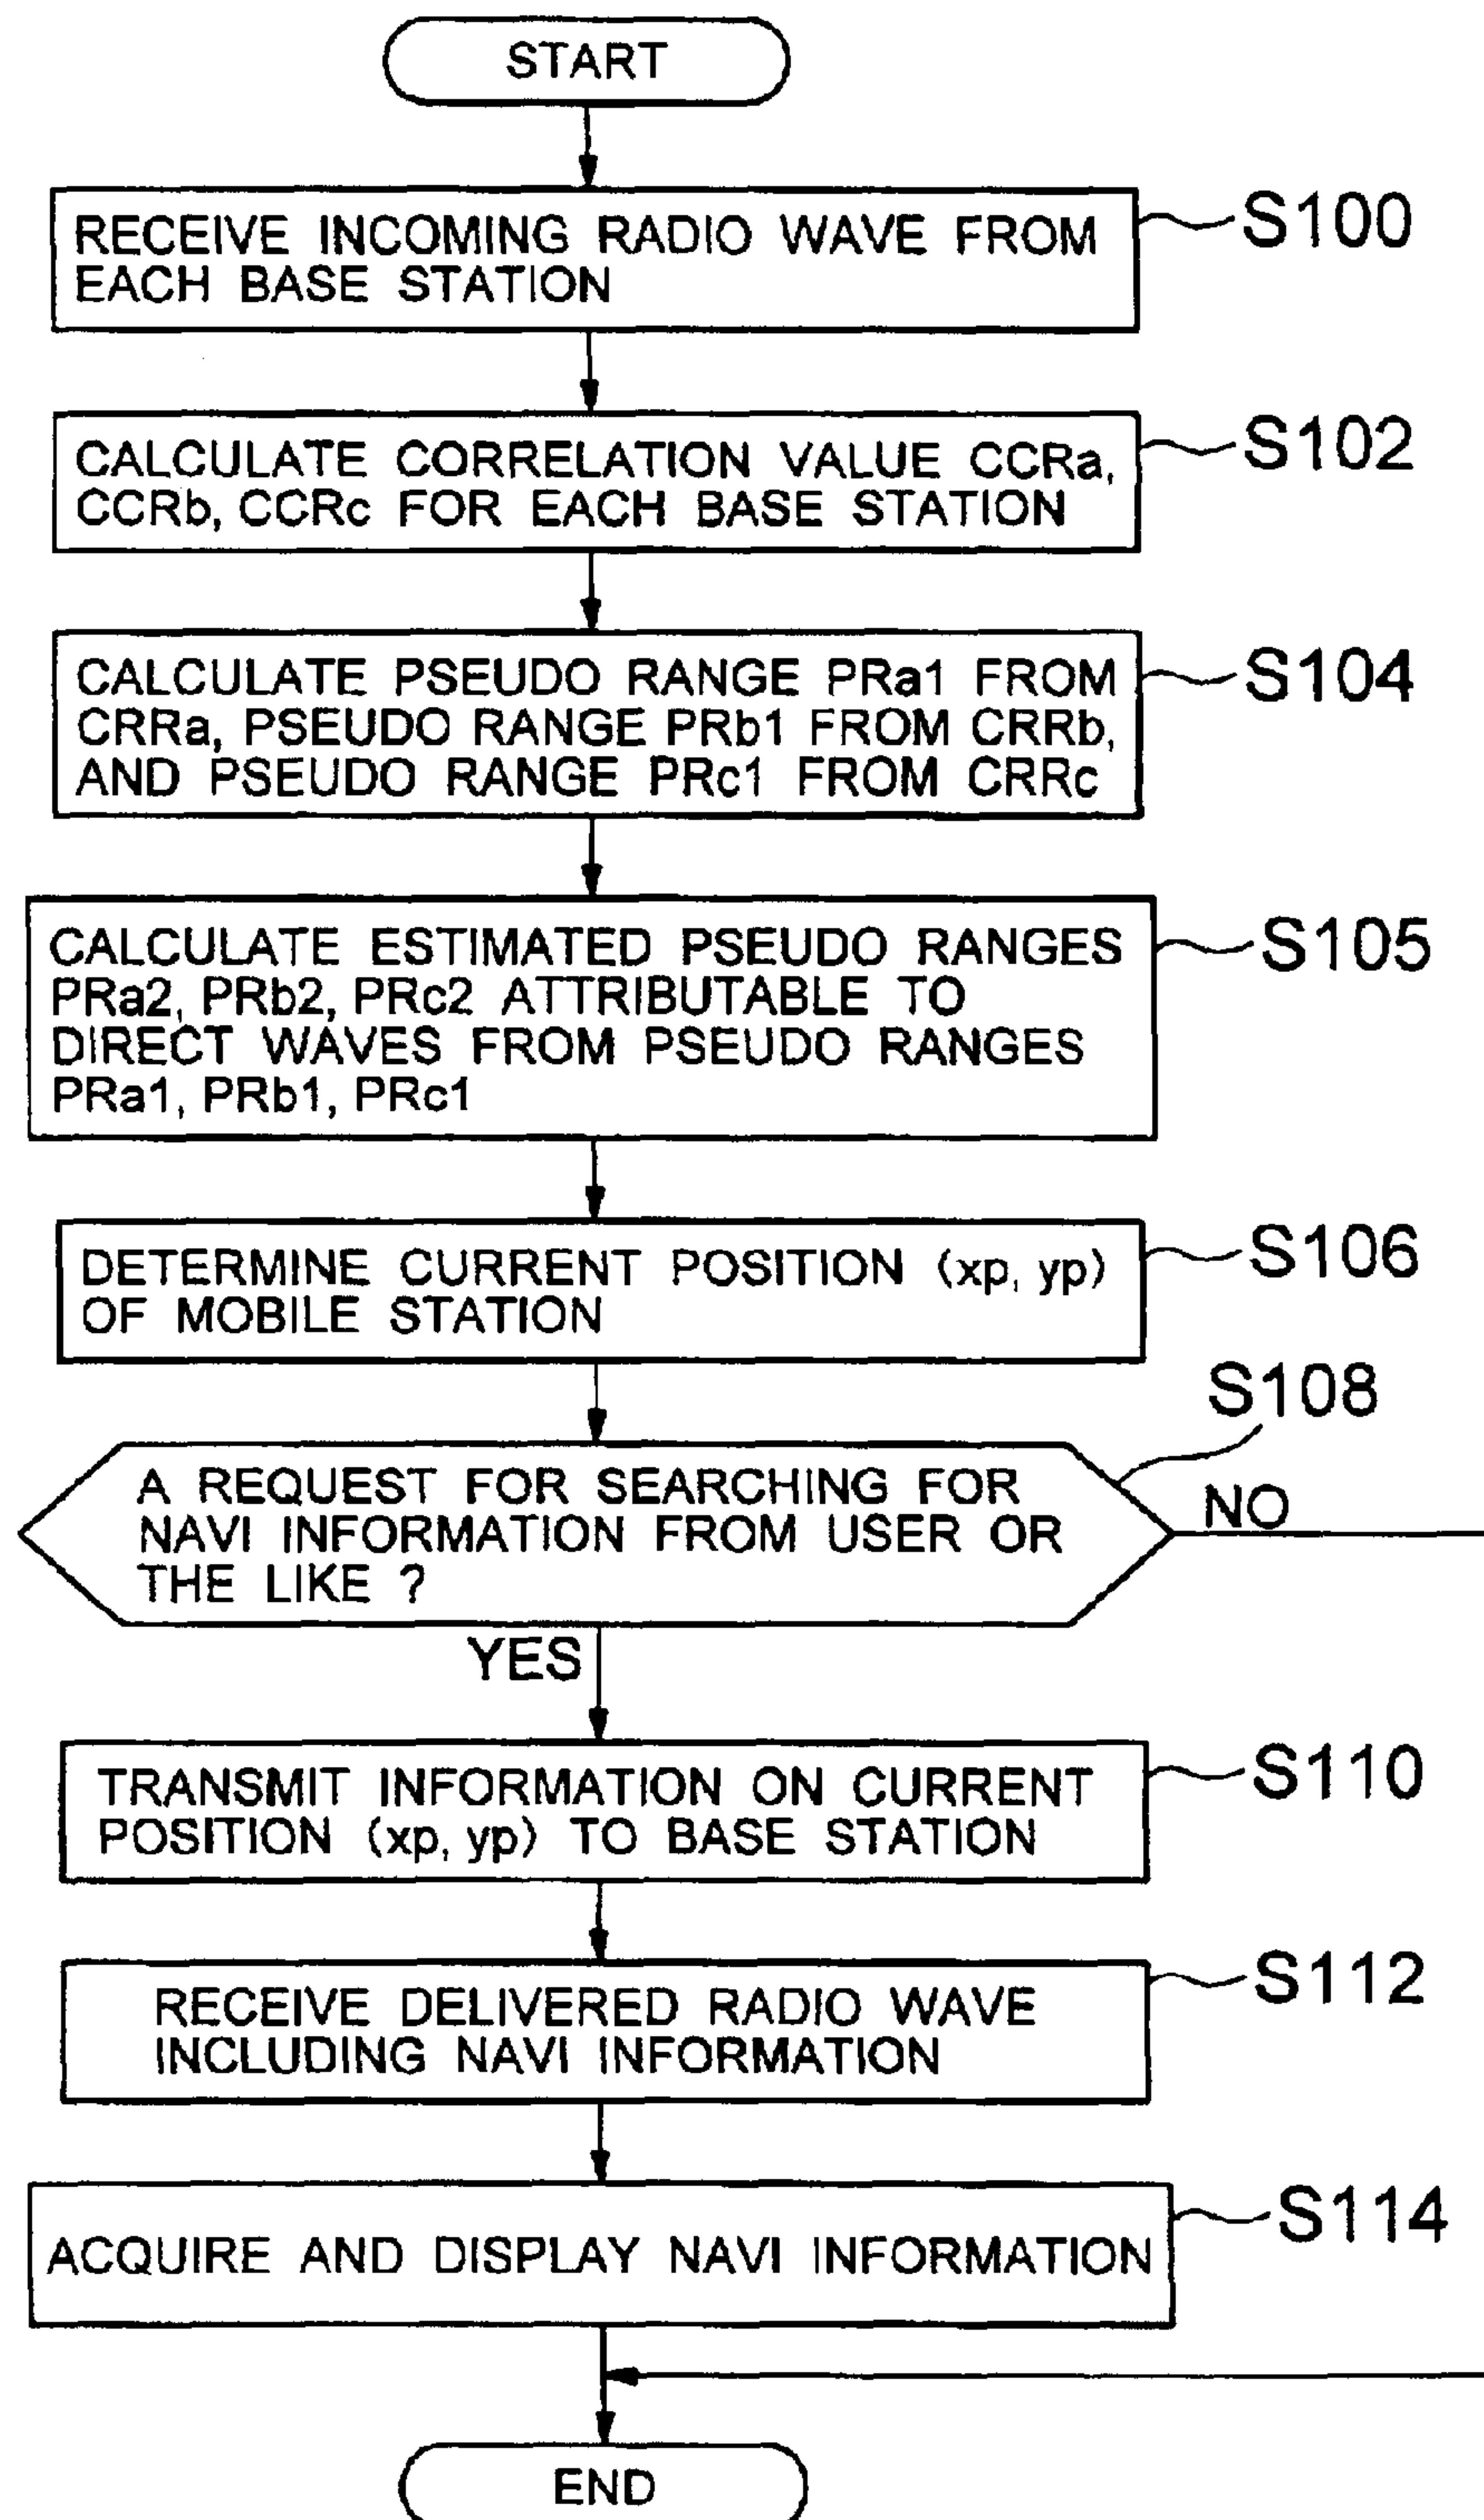 START
RECEIVE INCOMING RADIO WAVE FROM
EACH BASE STATION
S100
CALCULATE CORRELATION VALUE CCRa,
CCRb, CCRc FOR EACH BASE STATION
S102
CALCULATE PSEUDO RANGE PRa1 FROM
CRRa, PSEUDO RANGE PRb1 FROM CRRb,
AND PSEUDO RANGE PRc1 FROM CRRc
S104
CALCULATE ESTIMATED PSEUDO RANGES
PRa2, PRb2, PRc2 ATTRIBUTABLE TO
DIRECT WAVES FROM PSEUDO RANGES
PRa1, PRb1, PRc1
S105
DETERMINE CURRENT POSITION (xp, yp)
OF MOBILE STATION
S106
S108
A REQUEST FOR SEARCHING FOR
NAVI INFORMATION FROM USER OR
THE LIKE ?
NO
YES
TRANSMIT INFORMATION ON CURRENT
POSITION (xp, yp) TO BASE STATION
S110
RECEIVE DELIVERED RADIO WAVE
INCLUDING NAVI INFORMATION
S112
ACQUIRE AND DISPLAY NAVI INFORMATION
S114
END